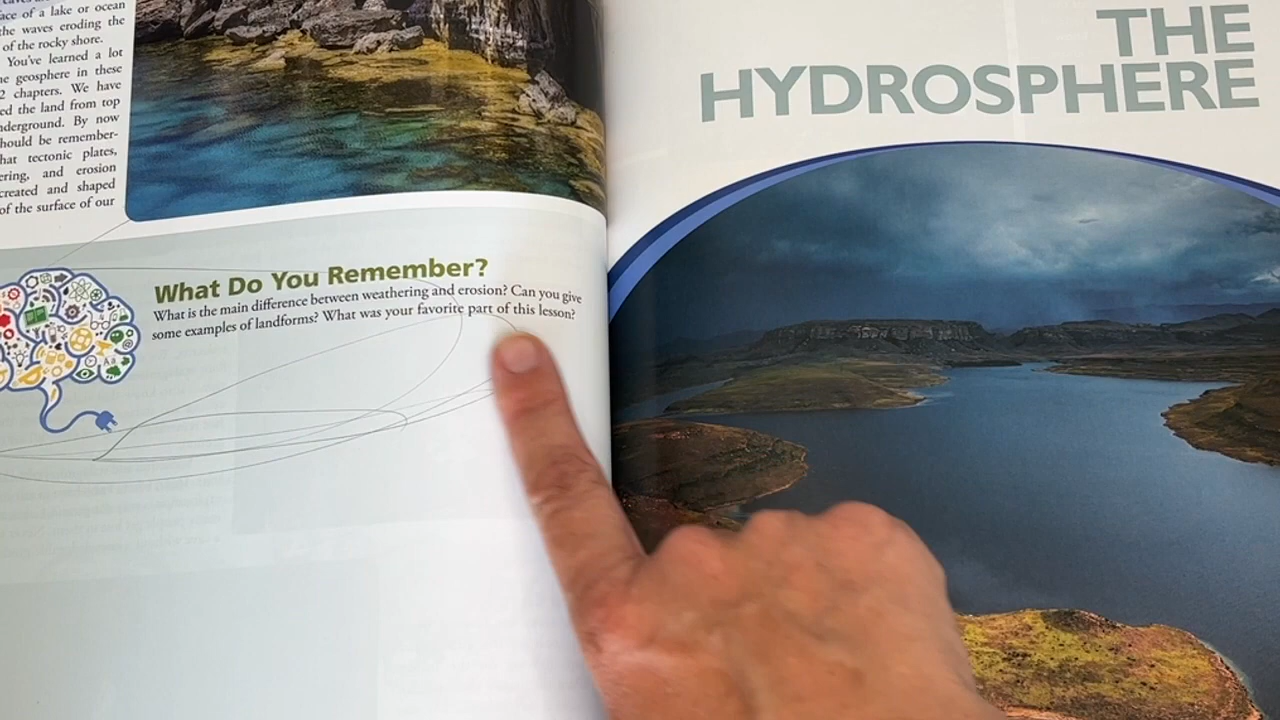 ace of a lake or ocean
the waves eroding the
of the rocky shore.
You've learned a lot
e geosphere in these
2 chapters. We have
ed the land from top
nderground. By now
hould be remember-
hat tectonic plates,
ering, and erosion
created and shaped
of the surface of our
What Do You Remember?
What is the main difference between weathering and erosion? Can you give
some examples of landforms? What was your favorite part of this lesson?
THE
HYDROSPHERE